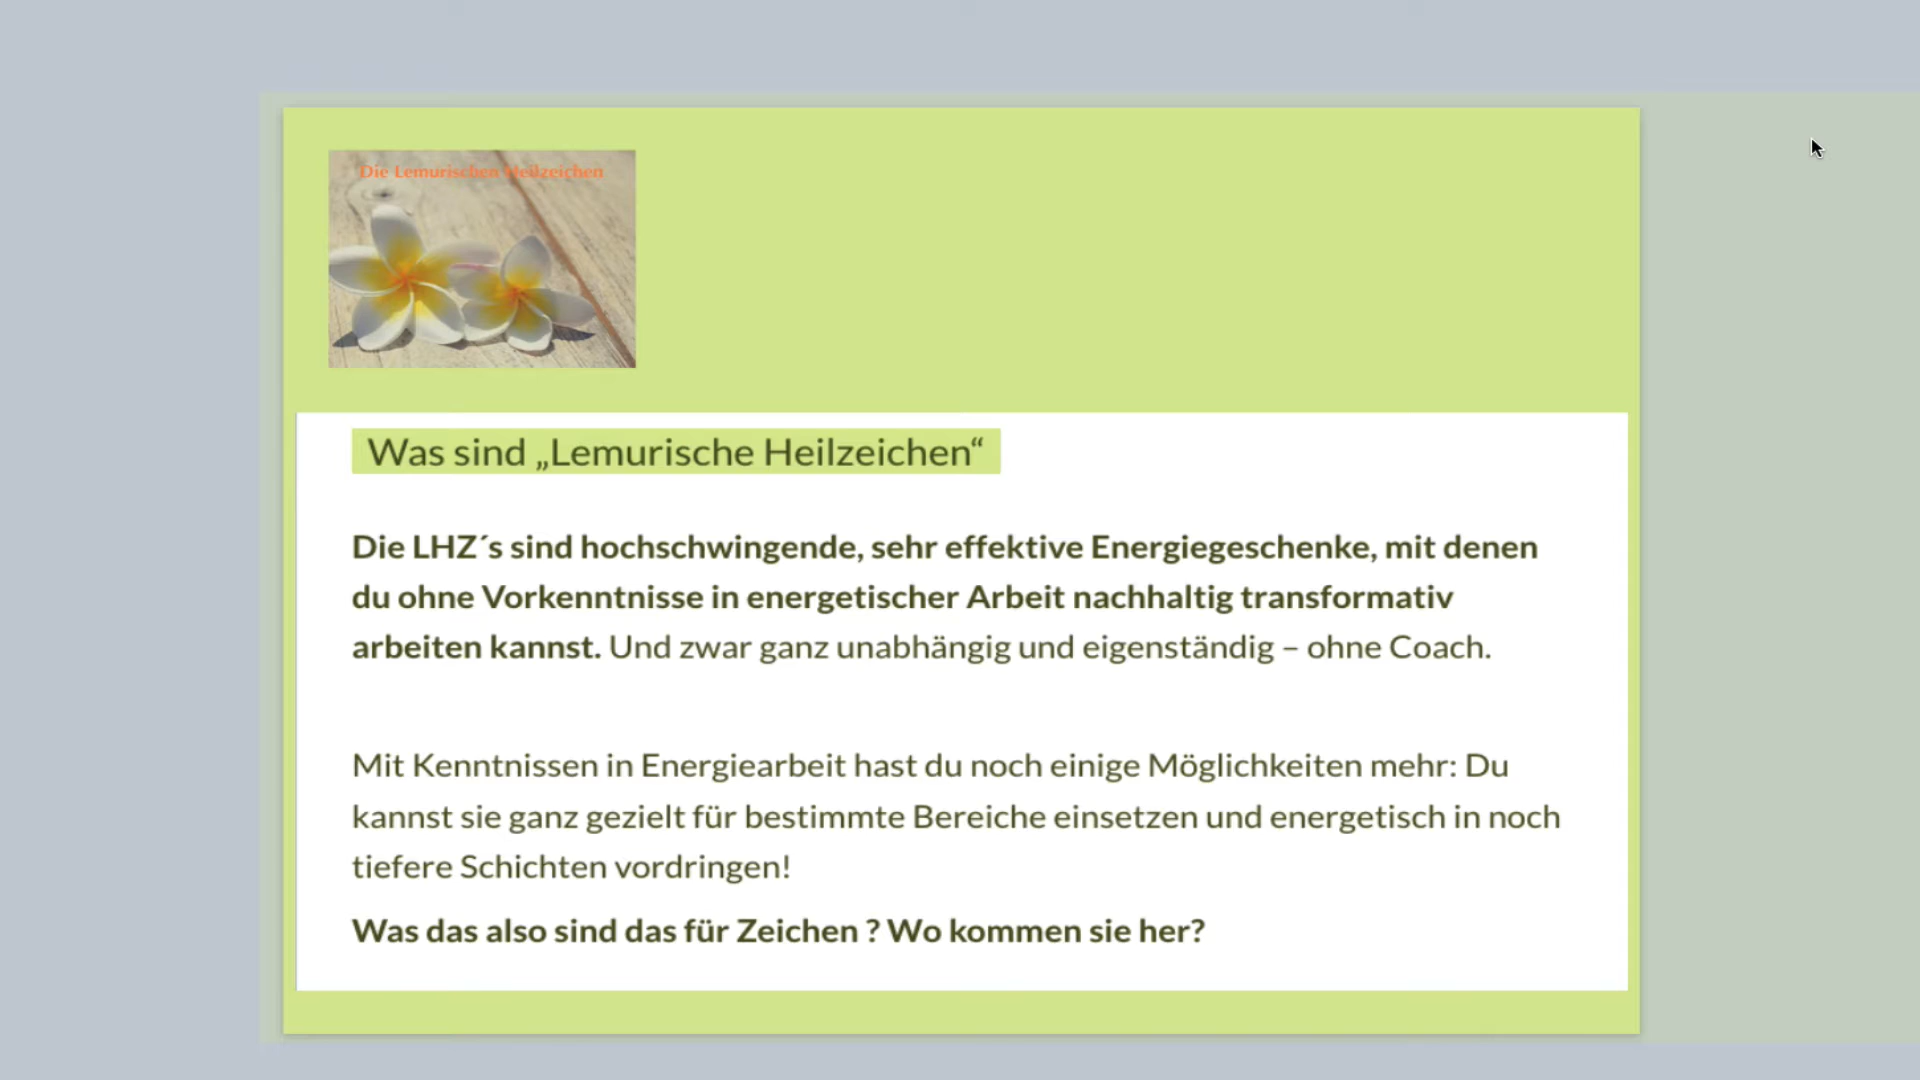 Die Lemurischen Heilzeichen
Was sind „Lemurische Heilzeichen“
Die LHZ´s sind hochschwingende, sehr effektive Energiegeschenke, mit denen
du ohne Vorkenntnisse in energetischer Arbeit nachhaltig transformativ
arbeiten kannst. Und zwar ganz unabhängig und eigenständig – ohne Coach.
Mit Kenntnissen in Energiearbeit hast du noch einige Möglichkeiten mehr: Du
kannst sie ganz gezielt für bestimmte Bereiche einsetzen und energetisch in noch
tiefere Schichten vordringen!
Was das also sind das für Zeichen ? Wo kommen sie her?